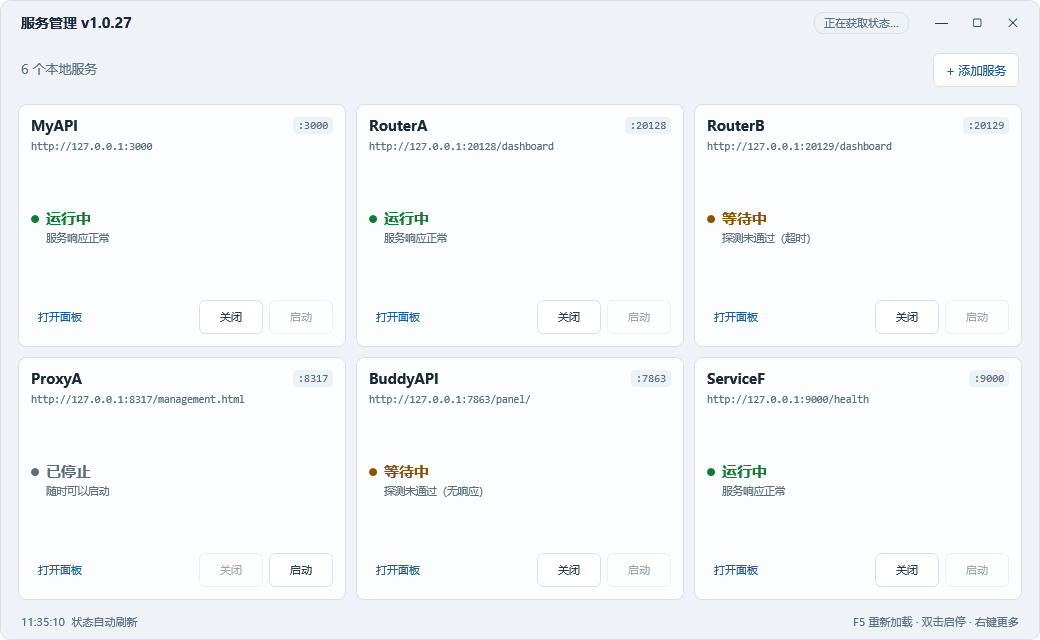 服务管理 v1.0.27
正在获取状态...
6 个本地服务
+ 添加服务
MyAPI
:3000
http://127.0.0.1:3000
运行中
服务响应正常
打开面板
关闭
启动
RouterA
:20128
http://127.0.0.1:20128/dashboard
运行中
服务响应正常
打开面板
关闭
启动
RouterB
:20129
http://127.0.0.1:20129/dashboard
等待中
探测未通过（超时）
打开面板
关闭
启动
ProxyA
:8317
http://127.0.0.1:8317/management.html
已停止
随时可以启动
打开面板
关闭
启动
BuddyAPI
:7863
http://127.0.0.1:7863/panel/
等待中
探测未通过（无响应）
打开面板
关闭
启动
ServiceF
:9000
http://127.0.0.1:9000/health
运行中
服务响应正常
打开面板
关闭
启动
11:35:10 状态自动刷新
F5 重新加载 · 双击启停 · 右键更多